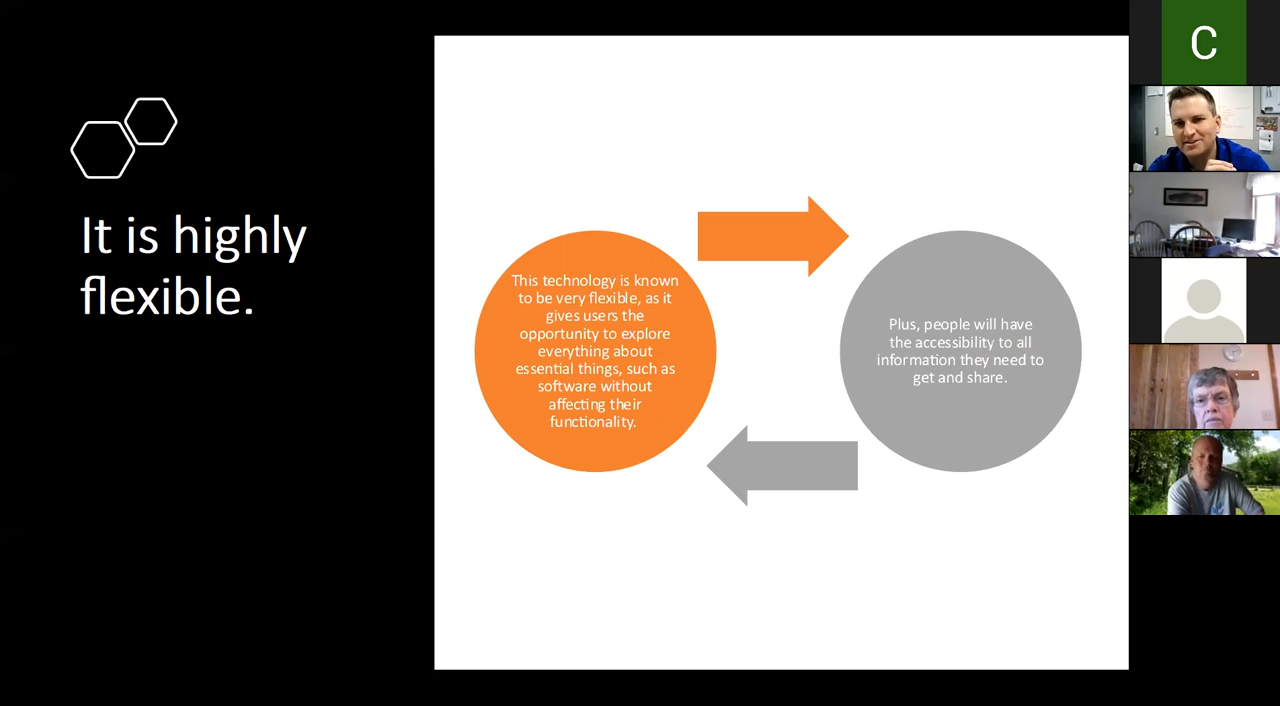 It is highly
flexible.
This technology is known
to be very flexible, as it
gives users the
opportunity to explore
everything about
essential things, such as
software without
affecting their
functionality.
Plus, people will have
the accessibility to all
information they need to
get and share.
C